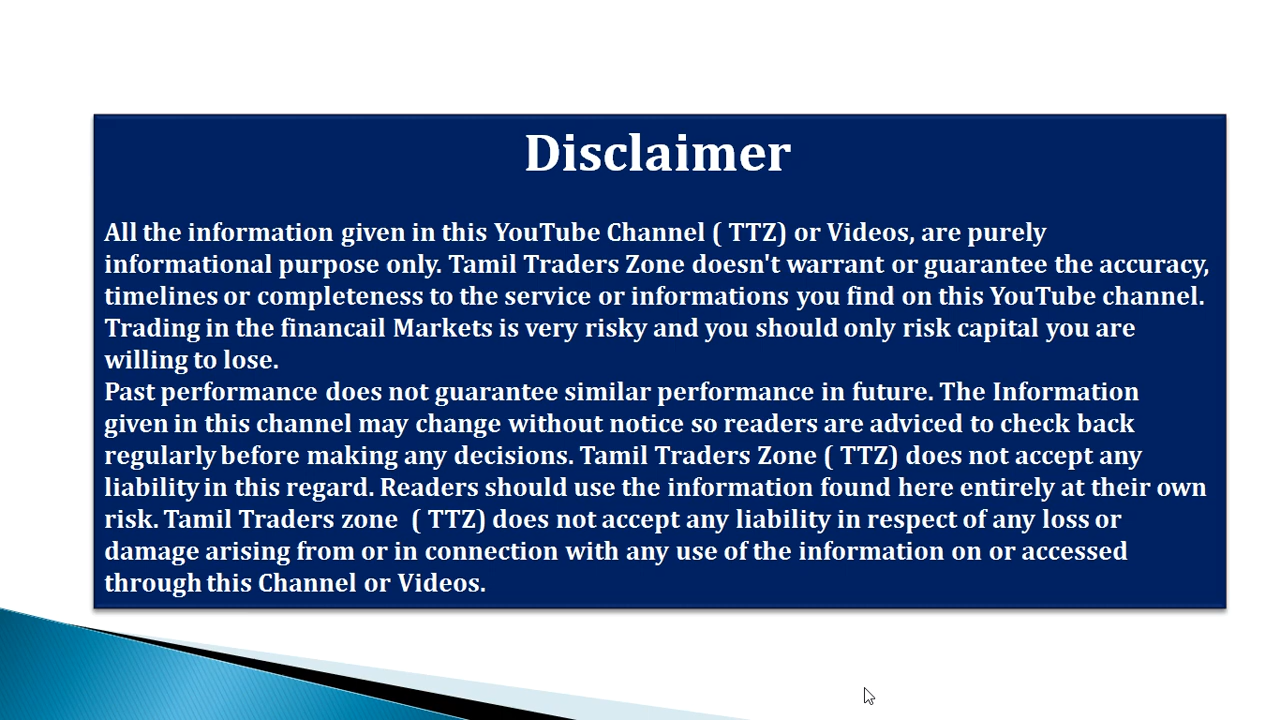 Disclaimer
All the information given in this YouTube Channel ( TTZ) or Videos, are purely
informational purpose only. Tamil Traders Zone doesn't warrant or guarantee the accuracy,
timelines or completeness to the service or informations you find on this YouTube channel.
Trading in the financail Markets is very risky and you should only risk capital you are
willing to lose.
Past performance does not guarantee similar performance in future. The Information
given in this channel may change without notice so readers are adviced to check back
regularly before making any decisions. Tamil Traders Zone ( TTZ) does not accept any
liability in this regard. Readers should use the information found here entirely at their own
risk. Tamil Traders zone  ( TTZ) does not accept any liability in respect of any loss or
damage arising from or in connection with any use of the information on or accessed
through this Channel or Videos.